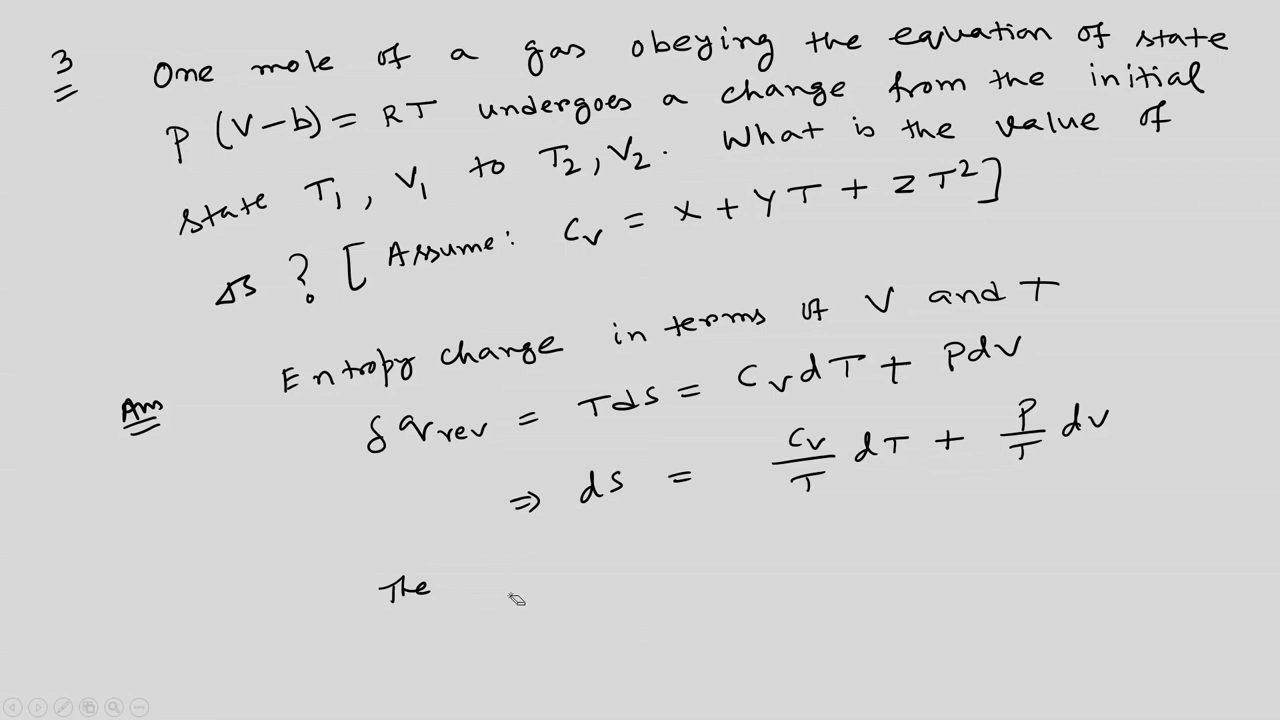 3 One mole of a gas obeying the equation of state
P (V-b) = RT undergoes a change from the initial
state T₁, V₁ to T₂, V₂. What is the value of
ΔS ? [Assume: Cᵥ = X + YT + ZT²]
Entropy change in terms of V and T
Ans δqᵣₑᵥ = TdS = CᵥdT + PdV
⇒ dS = Cᵥ/T dT + P/T dV
The